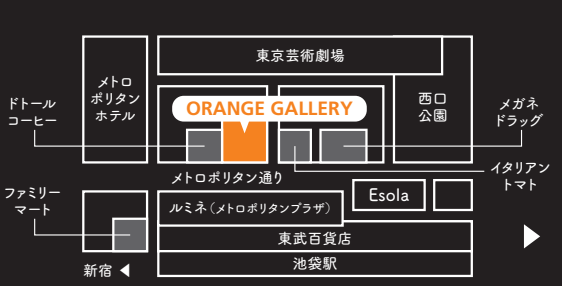 東京芸術劇場
メトロ
ポリタン
ホテル
ORANGE GALLERY
西口
公園
ドトール
コーヒー
メガネ
ドラッグ
メトロポリタン通り
イタリアン
トマト
ファミリー
マート
ルミネ（メトロポリタンプラザ）
Esola
東武百貨店
池袋駅
新宿